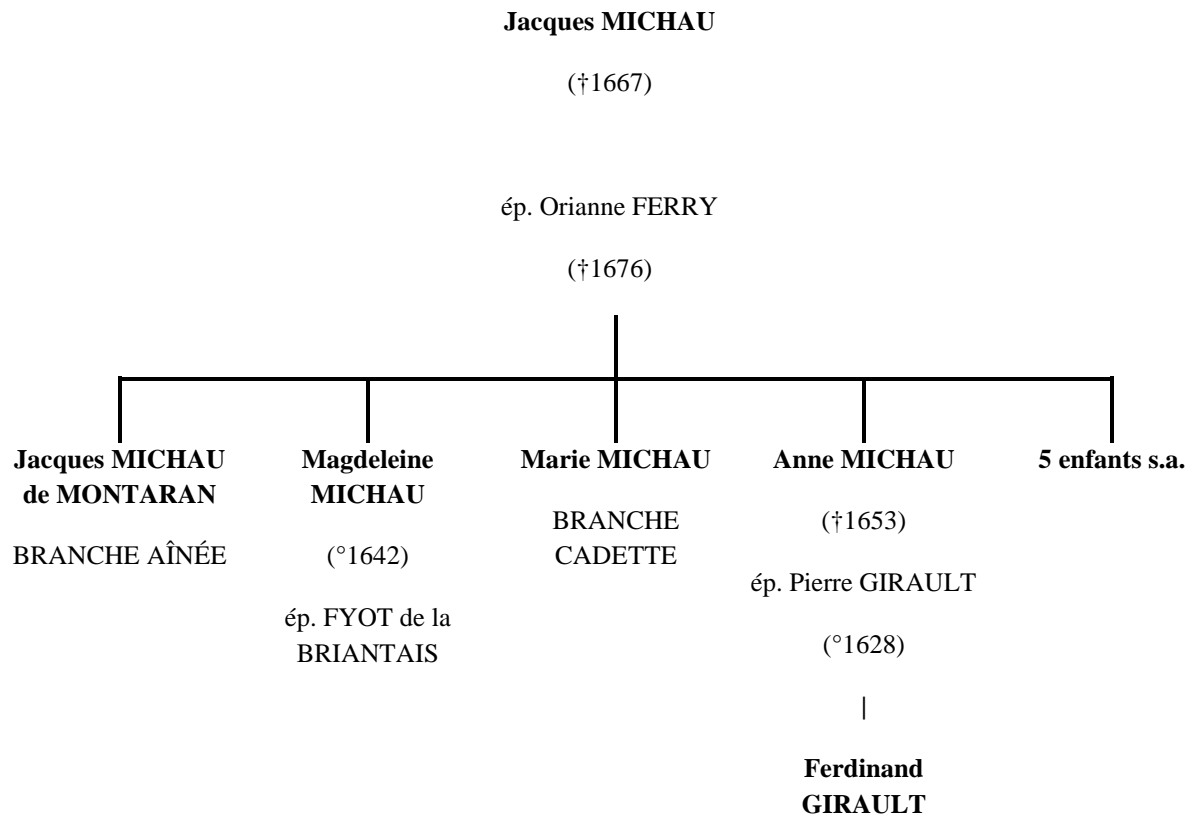 Jacques MICHAU
(†1667)
ép. Orianne FERRY
(†1676)
Jacques MICHAU
de MONTARAN
BRANCHE AÎNÉE
Magdeleine
MICHAU
(°1642)
ép. FYOT de la
BRIANTAIS
Marie MICHAU
BRANCHE
CADETTE
Anne MICHAU
(†1653)
ép. Pierre GIRAULT
(°1628)
|
Ferdinand
GIRAULT
5 enfants s.a.